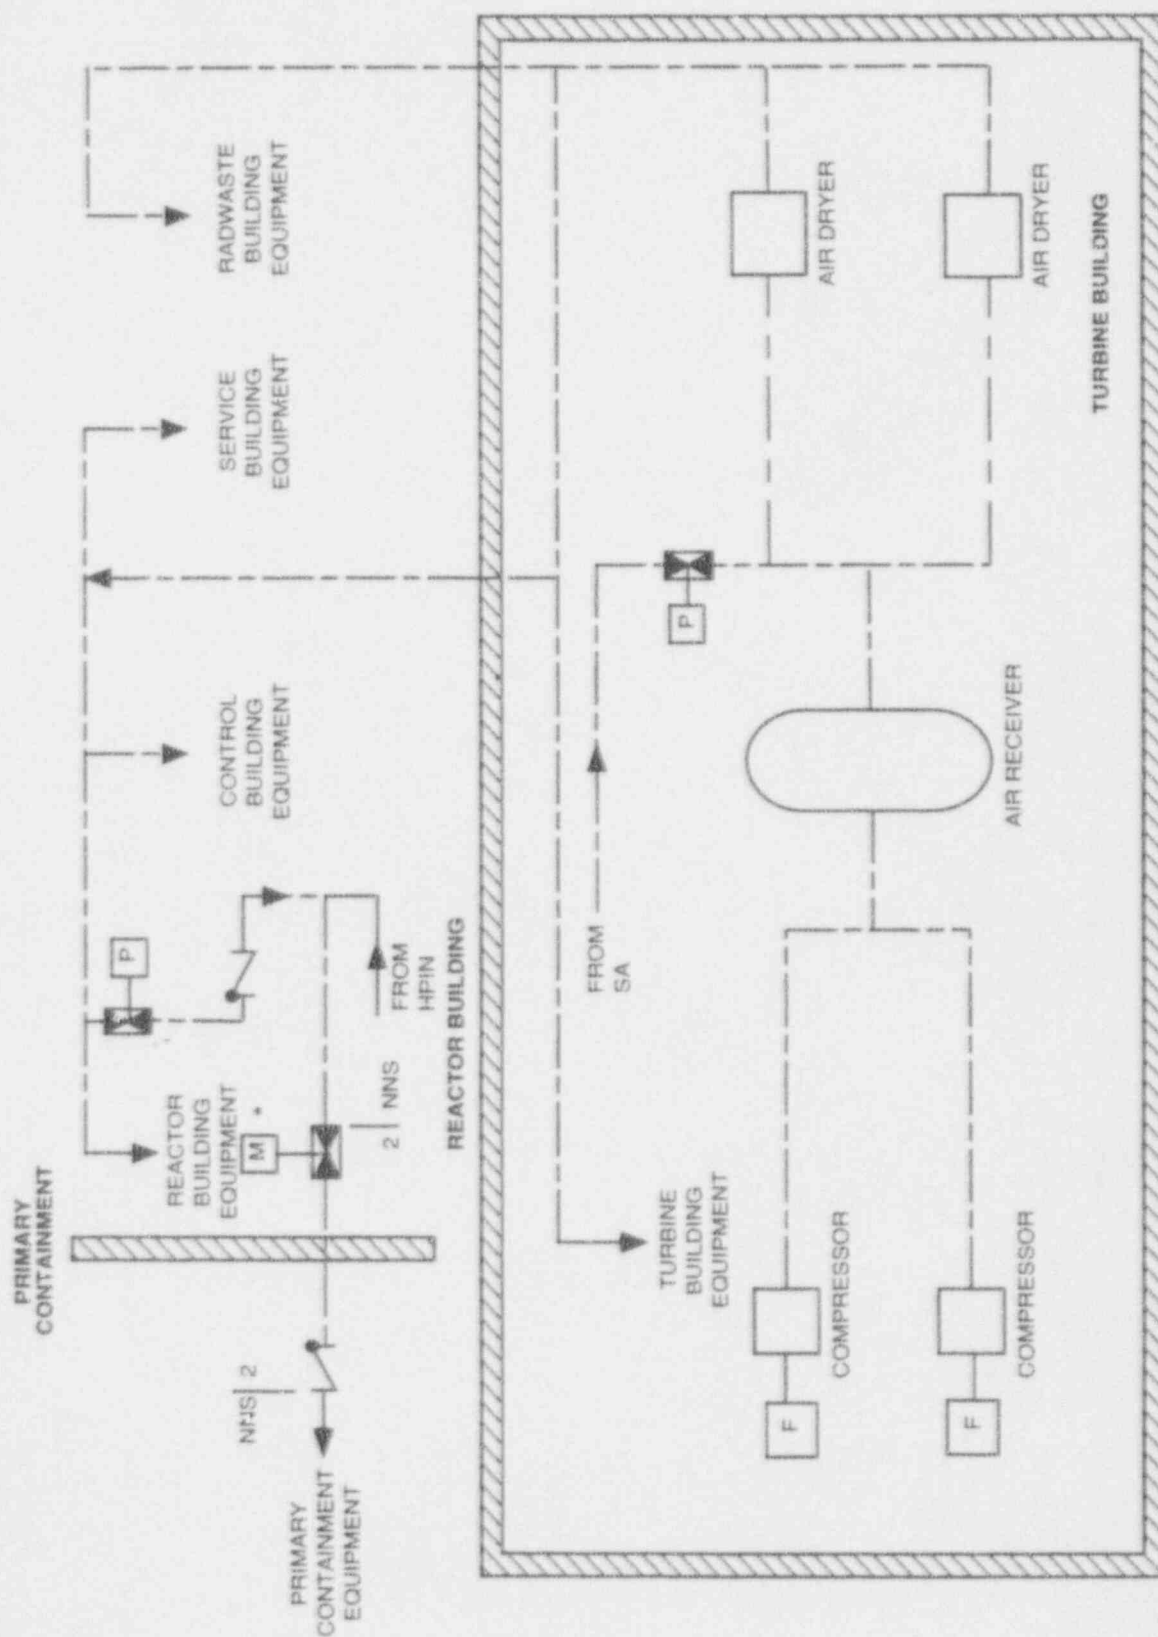 PRIMARY
CONTAINMENT
REACTOR
BUILDING
EQUIPMENT
P
CONTROL
BUILDING
EQUIPMENT
SERVICE
BUILDING
EQUIPMENT
RADWASTE
BUILDING
EQUIPMENT
NNS 2
M *
2 NNS
FROM
HPIN
PRIMARY
CONTAINMENT
EQUIPMENT
REACTOR BUILDING
FROM
SA
P
TURBINE
BUILDING
EQUIPMENT
F
COMPRESSOR
AIR DRYER
F
COMPRESSOR
AIR RECEIVER
AIR DRYER
TURBINE BUILDING